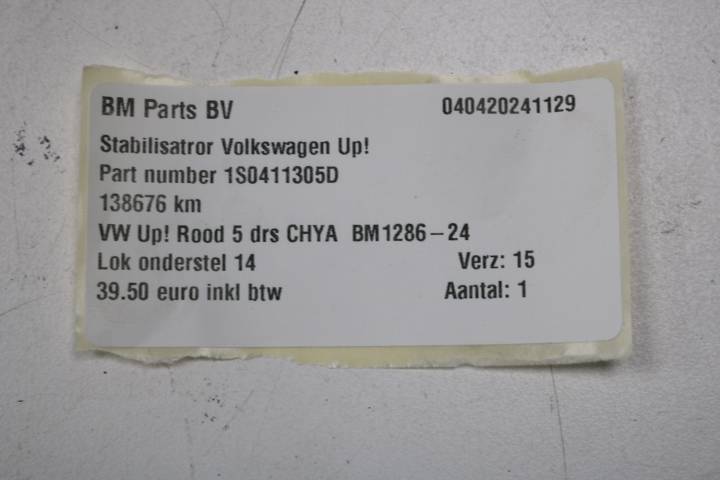 BM Parts BV 040420241129
Stabilisatror Volkswagen Up!
Part number 1S0411305D
138676 km
VW Up! Rood 5 drs CHYA BM1286-24
Lok onderstel 14 Verz: 15
39.50 euro inkl btw Aantal: 1